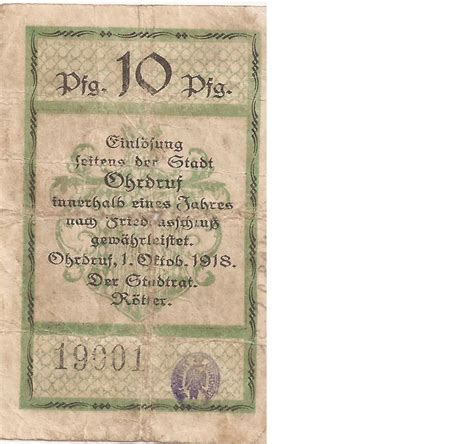 Pfg. 10 Pfg.
Einlösung
seitens der Stadt
Ohrdruf
innerhalb eines Jahres
nach Friedensschluß
gewährleistet.
Ohrdruf, 1. Oktob. 1918.
Der Stadtrat.
Rötter.
19001